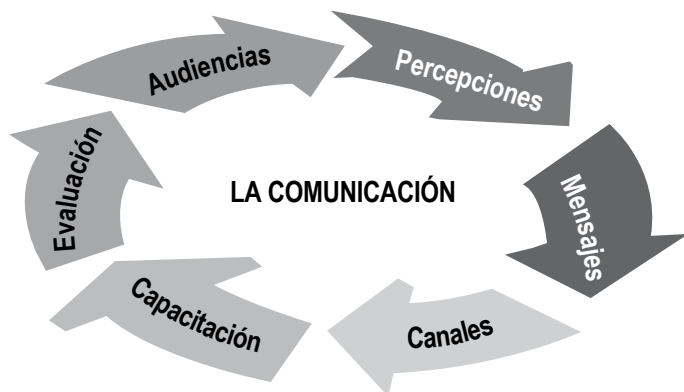 Audiencias
Percepciones
Mensajes
Canales
Capacitación
Evaluación
LA COMUNICACIÓN